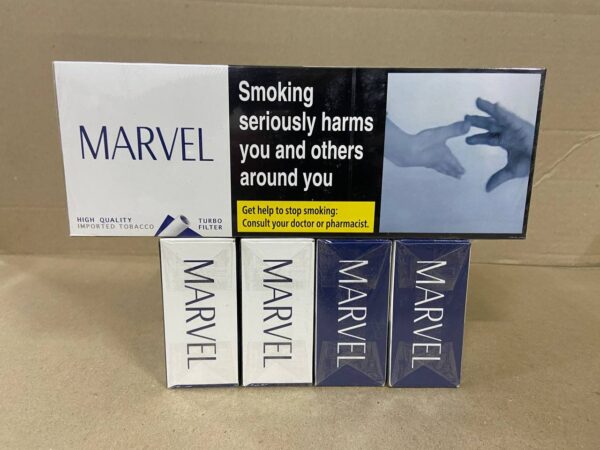 MARVEL
HIGH QUALITY
IMPORTED TOBACCO
TURBO
FILTER
Smoking
seriously harms
you and others
around you
Get help to stop smoking:
Consult your doctor or pharmacist.
MARVEL
MARVEL
MARVEL
MARVEL